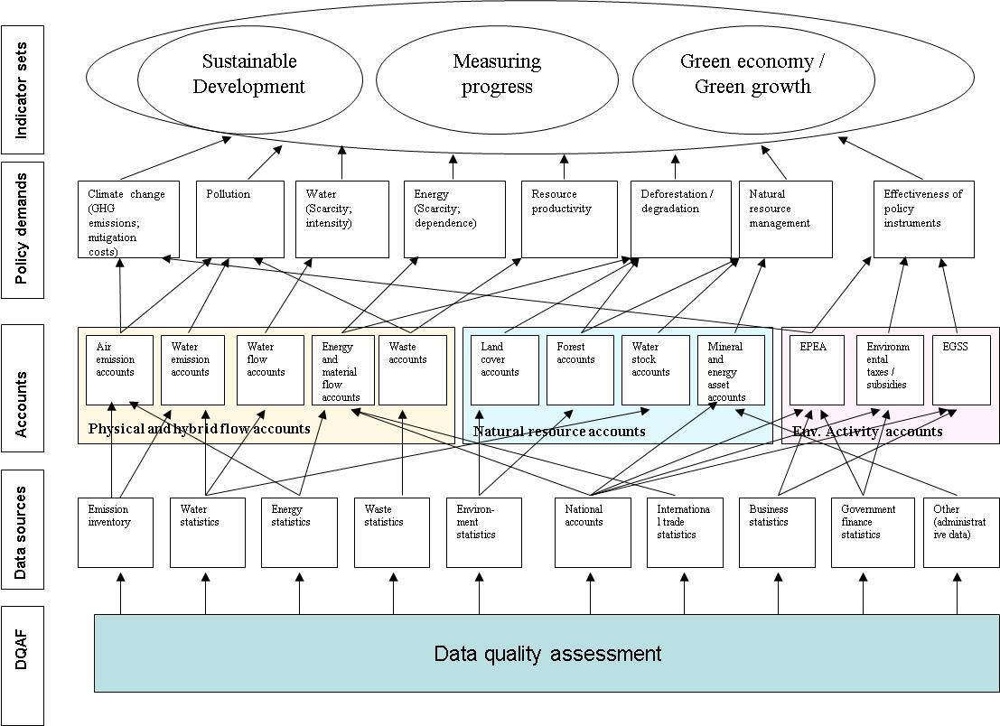 Indicator sets
Sustainable
Development
Measuring
progress
Green economy /
Green growth
Policy demands
Climate change
(GHG
emissions;
mitigation
costs)
Pollution
Water
(Scarcity;
intensity)
Energy
(Scarcity;
dependence)
Resource
productivity
Deforestation /
degradation
Natural
resource
management
Effectiveness of
policy
instruments
Accounts
Air
emission
accounts
Water
emission
accounts
Water
flow
accounts
Energy
and
material
flow
accounts
Waste
accounts
Physical and hybrid flow accounts
Land
cover
accounts
Forest
accounts
Water
stock
accounts
Mineral
and
energy
asset
accounts
Natural resource accounts
EPEA
Environm
ental
taxes /
subsidies
EGSS
Env. Activity accounts
Data sources
Emission
inventory
Water
statistics
Energy
statistics
Waste
statistics
Environ-
ment
statistics
National
accounts
Internationa
l trade
statistics
Business
statistics
Government
finance
statistics
Other
(administrat
ive data)
DQAF
Data quality assessment